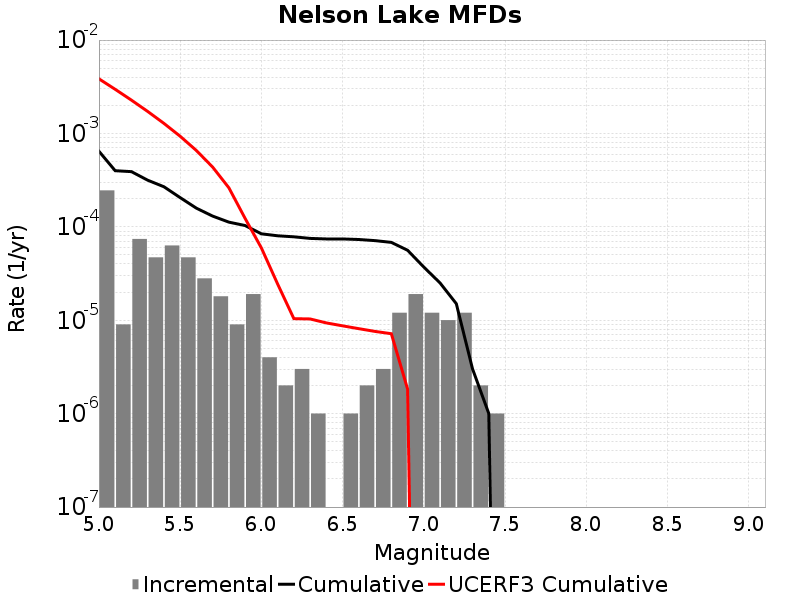 Nelson Lake MFDs
10-2
10-3
10-4
10-5
10-6
10-7
Rate (1/yr)
5.0 5.5 6.0 6.5 7.0 7.5 8.0 8.5 9.0
Magnitude
Incremental Cumulative UCERF3 Cumulative